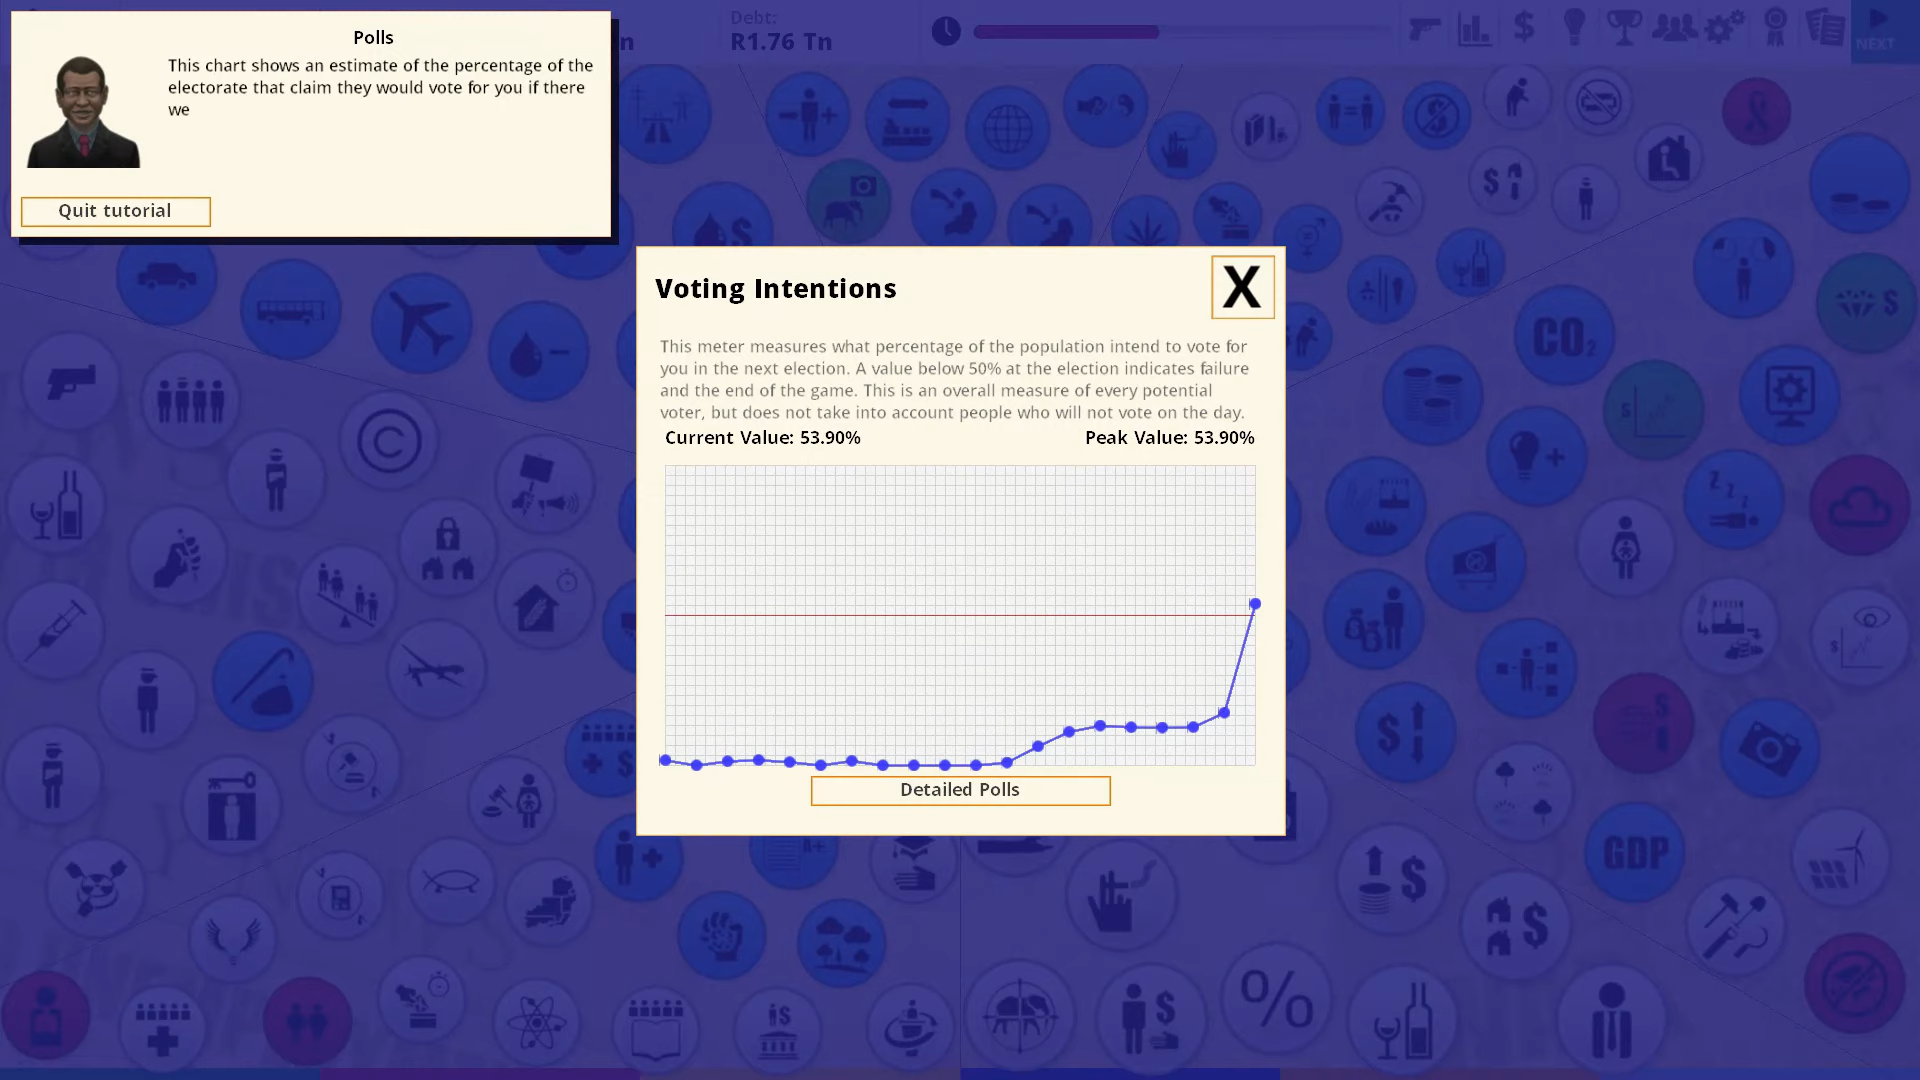 Polls
This chart shows an estimate of the percentage of the
electorate that claim they would vote for you if there
we
Quit tutorial
n
Debt:
R1.76 Tn
NEXT
Voting Intentions
X
This meter measures what percentage of the population intend to vote for
you in the next election. A value below 50% at the election indicates failure
and the end of the game. This is an overall measure of every potential
voter, but does not take into account people who will not vote on the day.
Current Value: 53.90%
Peak Value: 53.90%
Detailed Polls
CO2
GDP